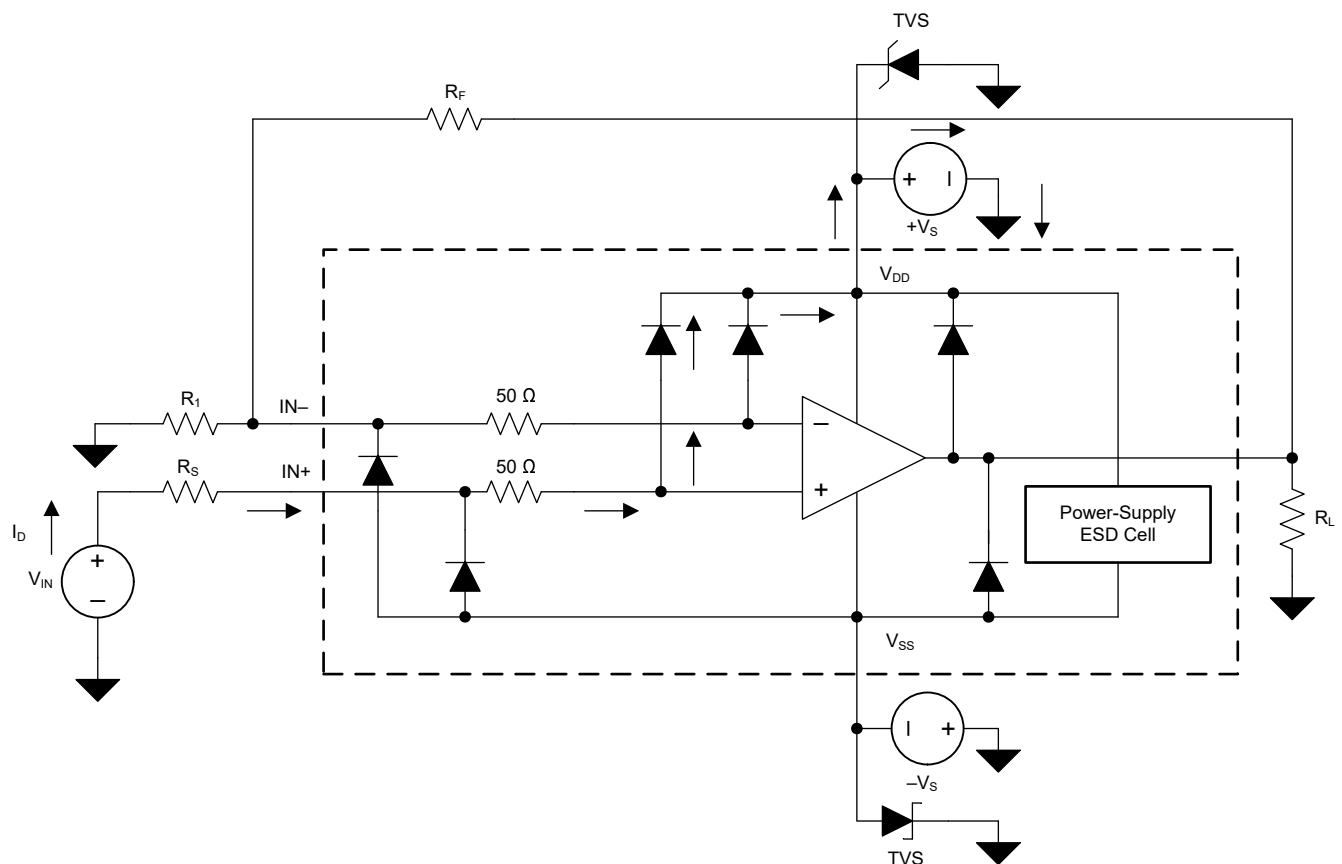 TVS
R_F
+
I
+V_S
V_DD
R_1
IN–
50 Ω
–
R_S
IN+
50 Ω
+
I_D
+
V_IN
–
Power-Supply
ESD Cell
R_L
V_SS
I
+
–V_S
TVS